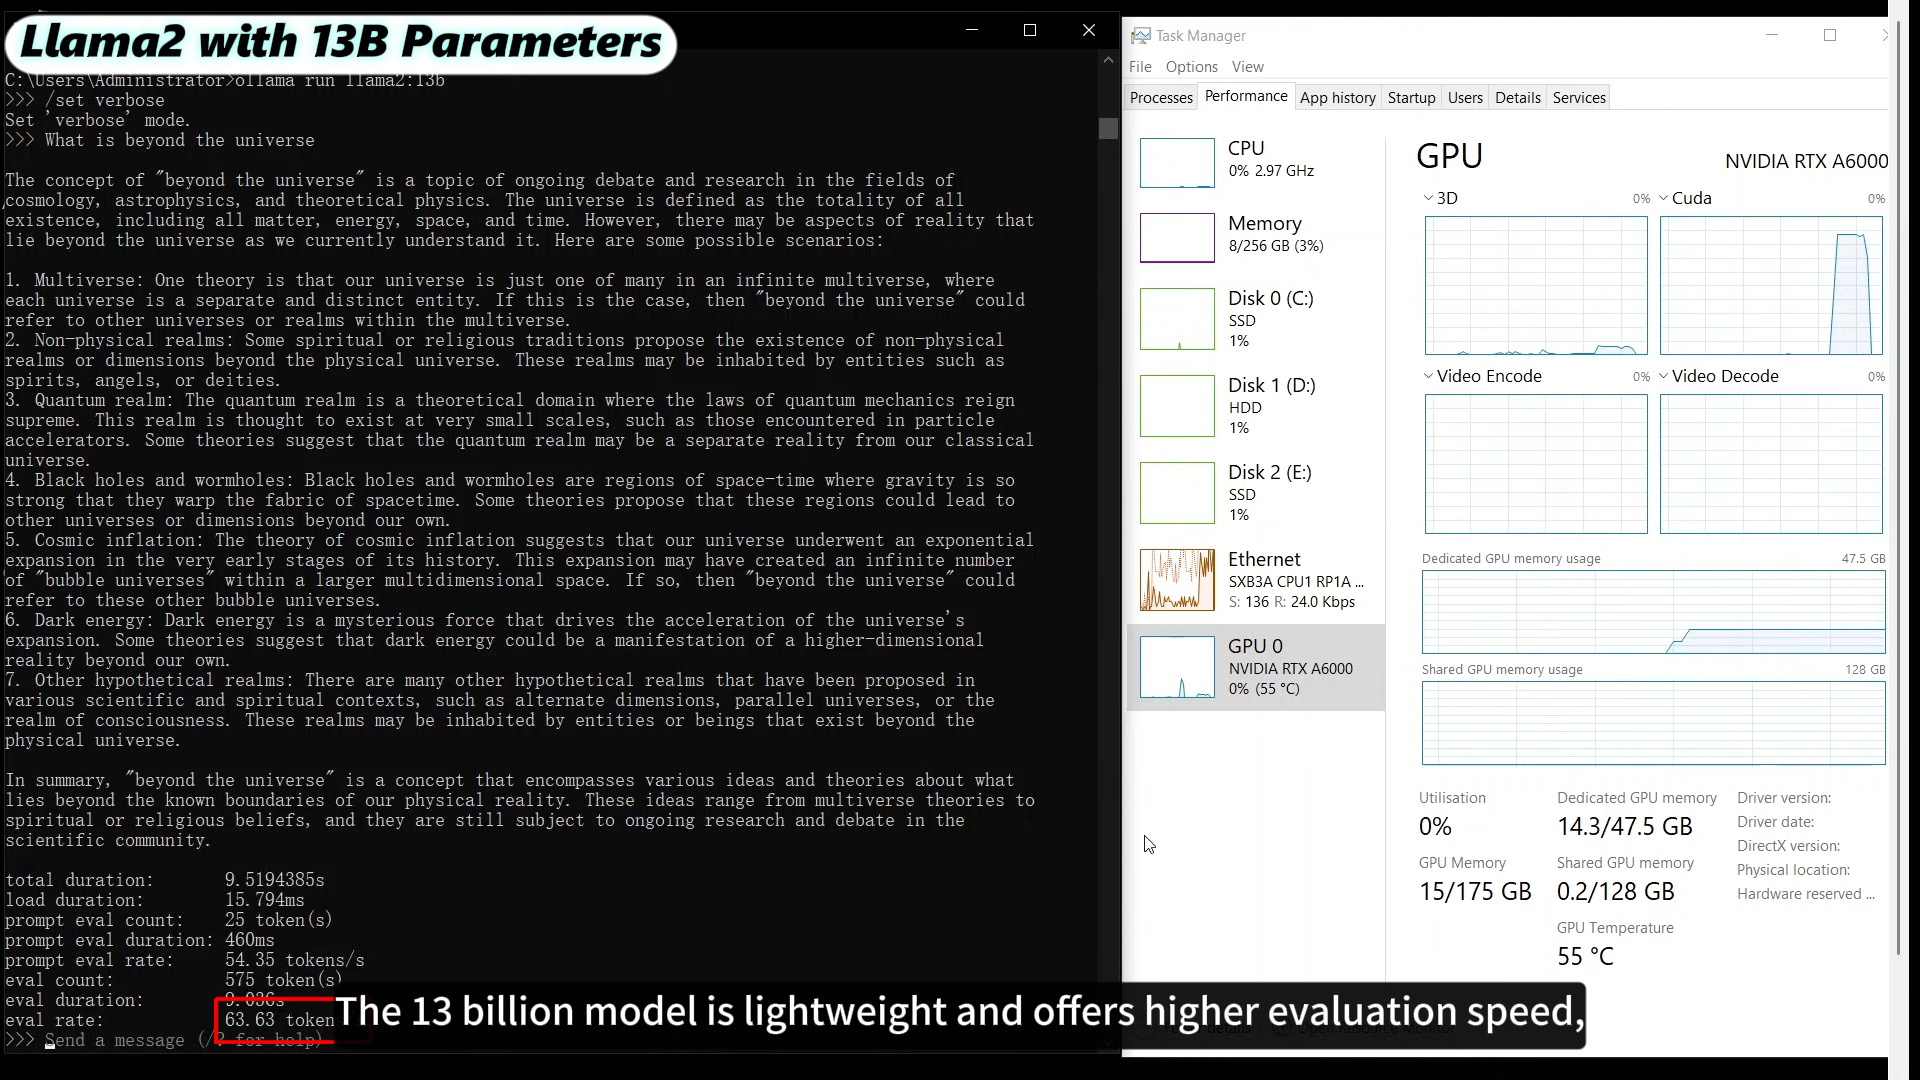 Llama2 with 13B Parameters
C:\Users\Administrator>ollama run llama2:13b
>>> /set verbose
Set 'verbose' mode.
>>> What is beyond the universe
The concept of "beyond the universe" is a topic of ongoing debate and research in the fields of
cosmology, astrophysics, and theoretical physics. The universe is defined as the totality of all
existence, including all matter, energy, space, and time. However, there may be aspects of reality that
lie beyond the universe as we currently understand it. Here are some possible scenarios:
1. Multiverse: One theory is that our universe is just one of many in an infinite multiverse, where
each universe is a separate and distinct entity. If this is the case, then "beyond the universe" could
refer to other universes or realms within the multiverse.
2. Non-physical realms: Some spiritual or religious traditions propose the existence of non-physical
realms or dimensions beyond the physical universe. These realms may be inhabited by entities such as
spirits, angels, or deities.
3. Quantum realm: The quantum realm is a theoretical domain where the laws of quantum mechanics reign
supreme. This realm is thought to exist at very small scales, such as those encountered in particle
accelerators. Some theories suggest that the quantum realm may be a separate reality from our classical
universe.
4. Black holes and wormholes: Black holes and wormholes are regions of space-time where gravity is so
strong that they warp the fabric of spacetime. Some theories propose that these regions could lead to
other universes or dimensions beyond our own.
5. Cosmic inflation: The theory of cosmic inflation suggests that our universe underwent an exponential
expansion in the very early stages of its history. This expansion may have created an infinite number
of "bubble universes" within a larger multidimensional space. If so, then "beyond the universe" could
refer to these other bubble universes.
6. Dark energy: Dark energy is a mysterious force that drives the acceleration of the universe's
expansion. Some theories suggest that dark energy could be a manifestation of a higher-dimensional
reality beyond our own.
7. Other hypothetical realms: There are many other hypothetical realms that have been proposed in
various scientific and spiritual contexts, such as alternate dimensions, parallel universes, or the
realm of consciousness. These realms may be inhabited by entities or beings that exist beyond the
physical universe.
In summary, "beyond the universe" is a concept that encompasses various ideas and theories about what
lies beyond the known boundaries of our physical reality. These ideas range from multiverse theories to
spiritual or religious beliefs, and they are still subject to ongoing research and debate in the
scientific community.
total duration: 9.5194385s
load duration: 15.794ms
prompt eval count: 25 token(s)
prompt eval duration: 460ms
prompt eval rate: 54.35 tokens/s
eval count: 575 token(s)
eval duration: 9.036s
eval rate: 63.63 token
>>> Send a message (/? for help)
Task Manager
File Options View
Processes Performance App history Startup Users Details Services
CPU
0% 2.97 GHz
Memory
8/256 GB (3%)
Disk 0 (C:)
SSD
1%
Disk 1 (D:)
HDD
1%
Disk 2 (E:)
SSD
1%
Ethernet
SXB3A CPU1 RP1A ...
S: 136 R: 24.0 Kbps
GPU 0
NVIDIA RTX A6000
0% (55 °C)
GPU NVIDIA RTX A6000
3D 0% Cuda 0%
Video Encode 0% Video Decode 0%
Dedicated GPU memory usage 47.5 GB
Shared GPU memory usage 128 GB
Utilisation
0%
Dedicated GPU memory
14.3/47.5 GB
GPU Memory
15/175 GB
Shared GPU memory
0.2/128 GB
GPU Temperature
55 °C
Driver version:
Driver date:
DirectX version:
Physical location:
Hardware reserved ...
The 13 billion model is lightweight and offers higher evaluation speed,